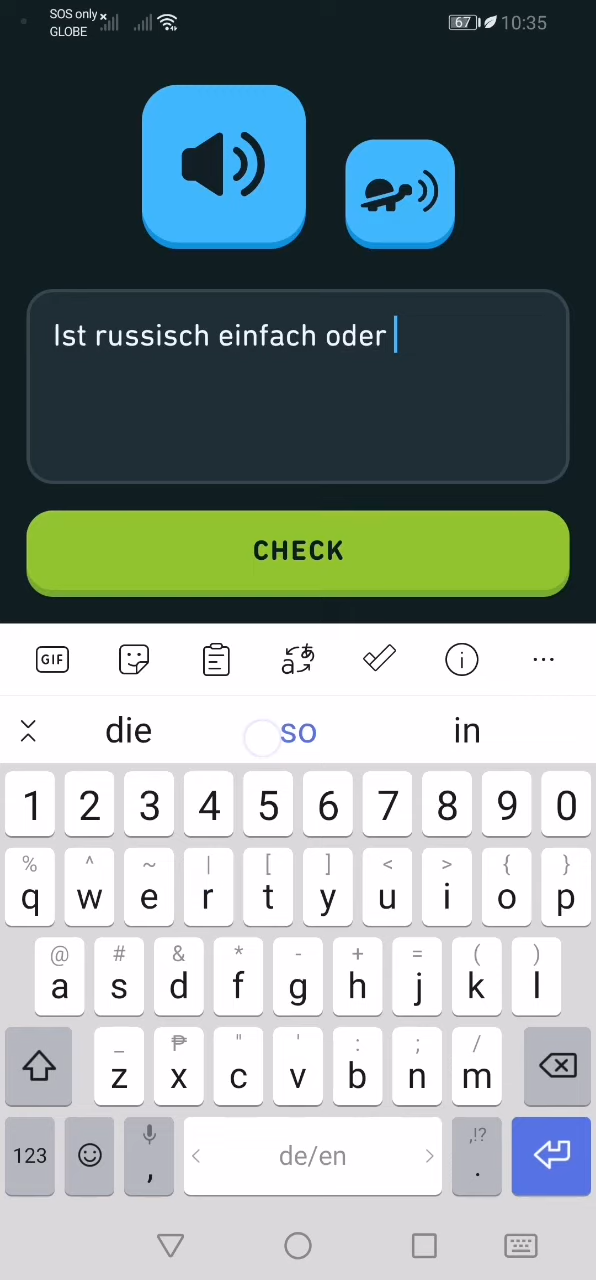 SOS only
GLOBE
67 10:35
Ist russisch einfach oder
CHECK
GIF
die so in
1 2 3 4 5 6 7 8 9 0
% ^ ~ | [ ] < > { }
q w e r t y u i o p
@ # & * - + = ( )
a s d f g h j k l
_ ₱ " ' : ; /
z x c v b n m
,!?
123 , de/en .